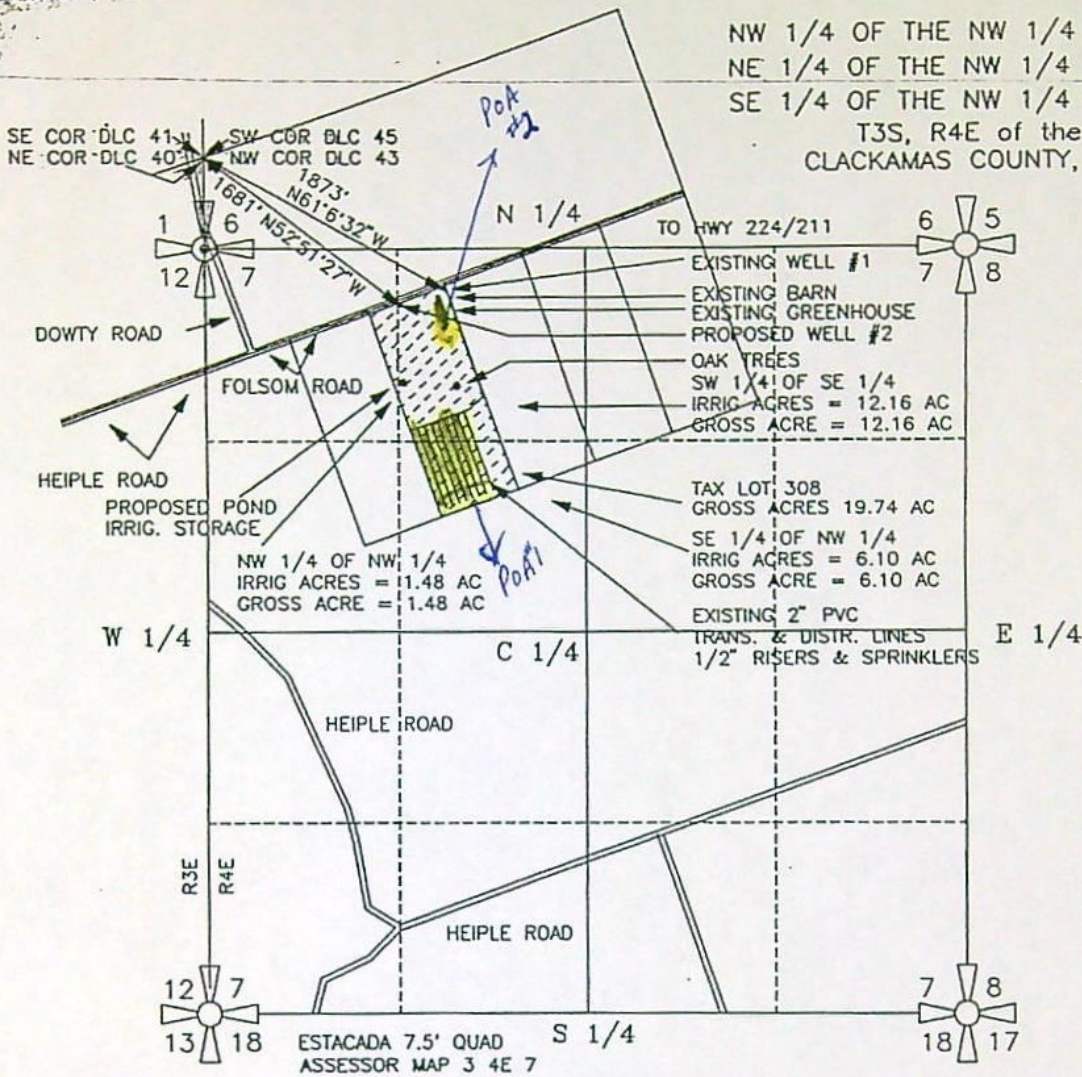 NW 1/4 OF THE NW 1/4
NE 1/4 OF THE NW 1/4
SE 1/4 OF THE NW 1/4
T3S, R4E of the
CLACKAMAS COUNTY,
POA
#2
SE COR DLC 41
SW COR DLC 45
NE COR DLC 40
NW COR DLC 43
1873'
N61°6'32"W
1681' N52°51'27"W
N 1/4
TO HWY 224/211
1 6
12 7
6 5
7 8
EXISTING WELL #1
EXISTING BARN
EXISTING GREENHOUSE
PROPOSED WELL #2
OAK TREES
SW 1/4 OF SE 1/4
IRRIG ACRES = 12.16 AC
GROSS ACRE = 12.16 AC
DOWTY ROAD
FOLSOM ROAD
HEIPLE ROAD
PROPOSED POND
IRRIG. STORAGE
TAX LOT 308
GROSS ACRES 19.74 AC
SE 1/4 OF NW 1/4
IRRIG ACRES = 6.10 AC
GROSS ACRE = 6.10 AC
NW 1/4 OF NW 1/4
IRRIG ACRES = 1.48 AC
GROSS ACRE = 1.48 AC
POA 1
EXISTING 2" PVC
TRANS. & DISTR. LINES
1/2" RISERS & SPRINKLERS
W 1/4
C 1/4
E 1/4
HEIPLE ROAD
R3E
R4E
HEIPLE ROAD
12 7
13 18
7 8
18 17
S 1/4
ESTACADA 7.5' QUAD
ASSESSOR MAP 3 4E 7